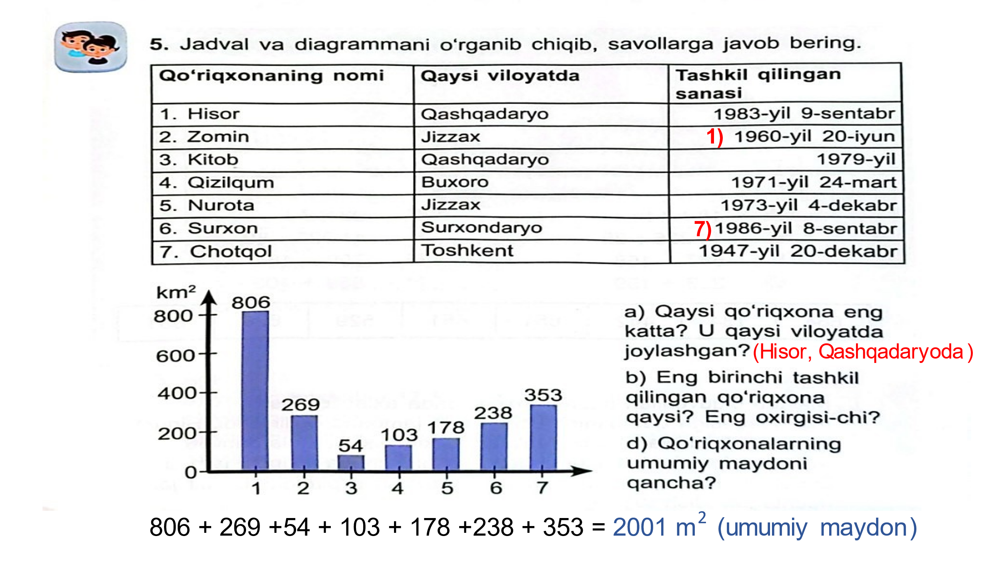 5. Jadval va diagrammani o‘rganib chiqib, savollarga javob bering.
Qo‘riqxonaning nomi Qaysi viloyatda Tashkil qilingan
sanasi
1. Hisor Qashqadaryo 1983-yil 9-sentabr
2. Zomin Jizzax 1) 1960-yil 20-iyun
3. Kitob Qashqadaryo 1979-yil
4. Qizilqum Buxoro 1971-yil 24-mart
5. Nurota Jizzax 1973-yil 4-dekabr
6. Surxon Surxondaryo 7) 1986-yil 8-sentabr
7. Chotqol Toshkent 1947-yil 20-dekabr
km²
800
600
400
200
0
806
269
54
103
178
238
353
1 2 3 4 5 6 7
a) Qaysi qo‘riqxona eng
katta? U qaysi viloyatda
joylashgan? (Hisor, Qashqadaryoda )
b) Eng birinchi tashkil
qilingan qo‘riqxona
qaysi? Eng oxirgisi-chi?
d) Qo‘riqxonalarning
umumiy maydoni
qancha?
806 + 269 +54 + 103 + 178 +238 + 353 = 2001 m² (umumiy maydon)